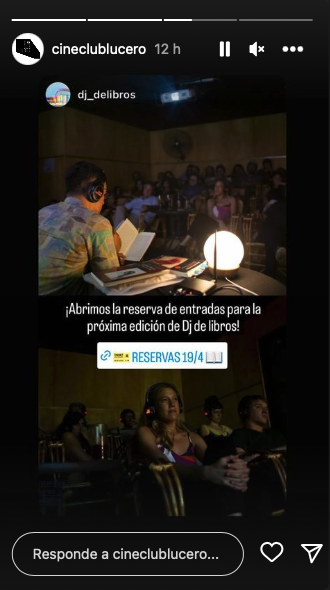 cineclublucero 12 h
dj_delibros
¡Abrimos la reserva de entradas para la
próxima edición de Dj de libros!
RESERVAS 19/4
Responde a cineclublucero...